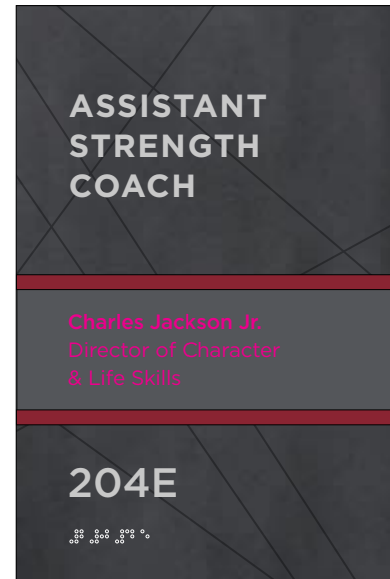 ASSISTANT
STRENGTH
COACH
Charles Jackson Jr.
Director of Character
& Life Skills
204E